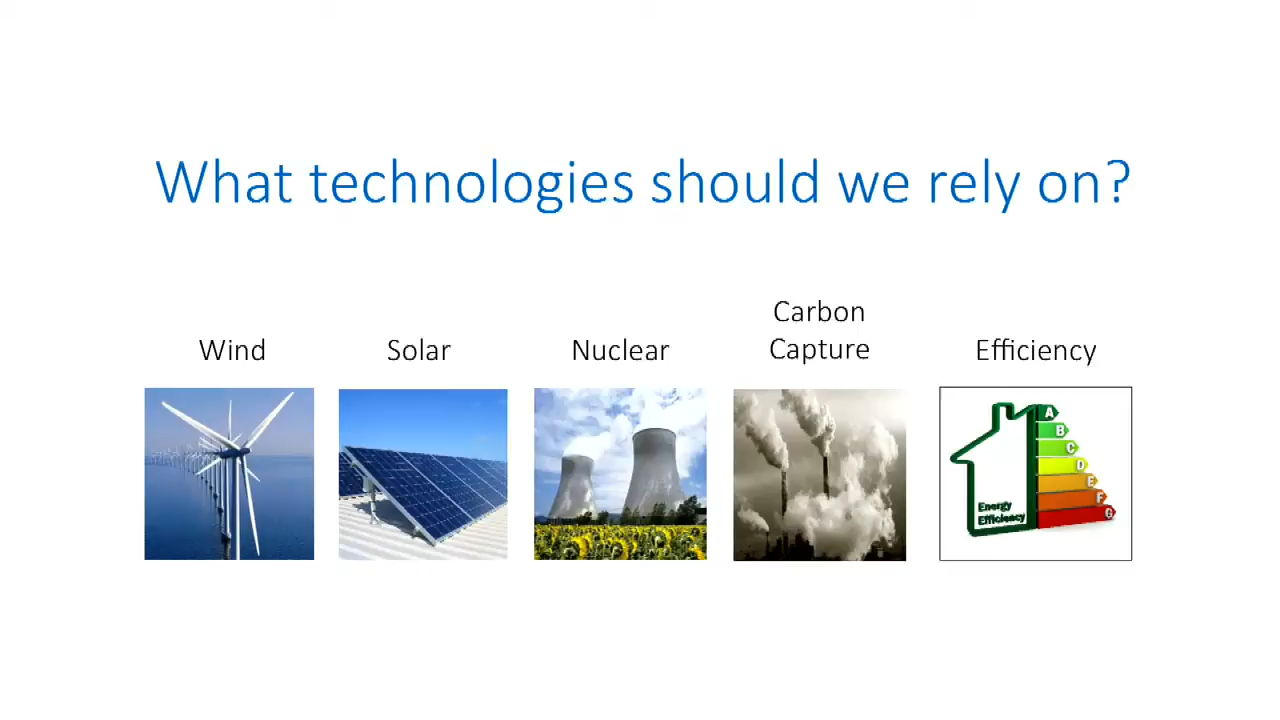 What technologies should we rely on?
Wind
Solar
Nuclear
Carbon
Capture
Efficiency
A
B
C
D
E
F
G
Energy
Efficiency